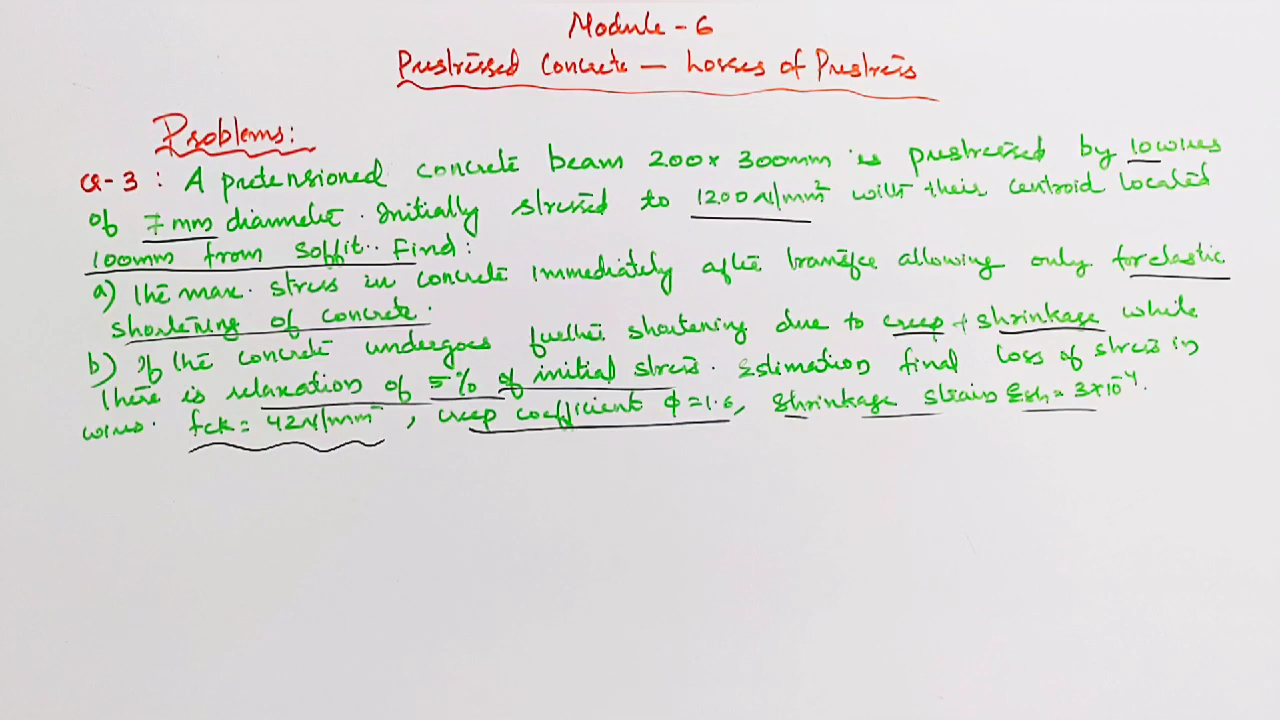 Module - 6
Prestressed Concrete — Losses of Prestress
Problems:
Q-3 : A pretensioned concrete beam 200 x 300mm is prestressed by 10 wires
of 7 mm diameter. Initially stressed to 1200 N/mm² with their centroid located
100mm from soffit.. Find:
a) The max. stress in concrete immediately after transfer allowing only for elastic
shortening of concrete.
b) If the concrete undergoes further shortening due to creep + shrinkage while
there is relaxation of 5% of initial stress. Estimation final loss of stress in
wires. fck = 42N/mm², creep coefficient φ = 1.6, Shrinkage strain Esh = 3x10⁻⁴.